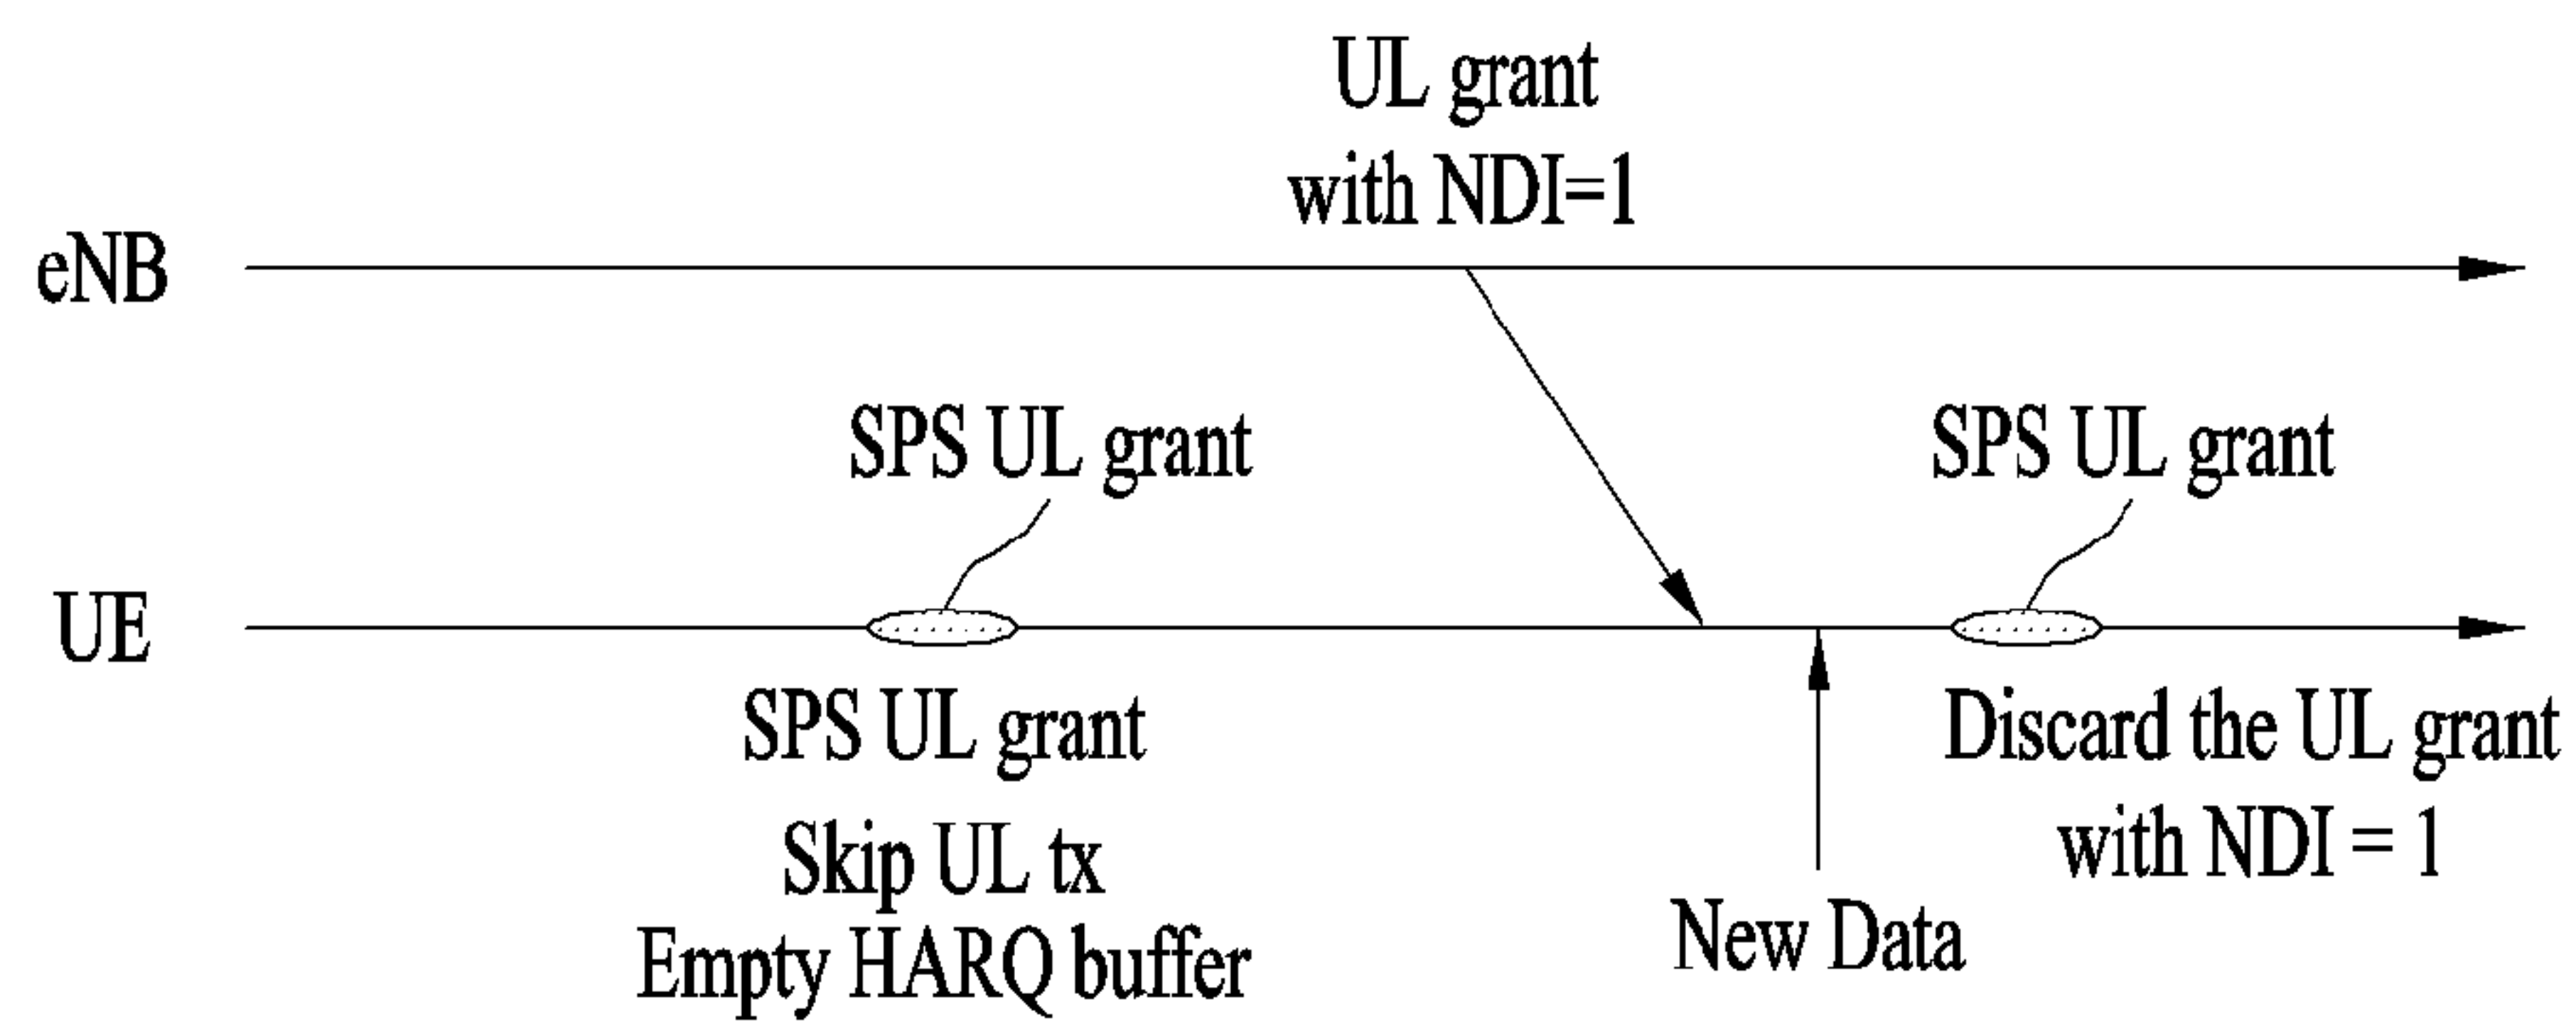 UL grant
with NDI=1
eNB
SPS UL grant
SPS UL grant
UE
SPS UL grant
Skip UL tx
Empty HARQ buffer
New Data
Discard the UL grant
with NDI = 1